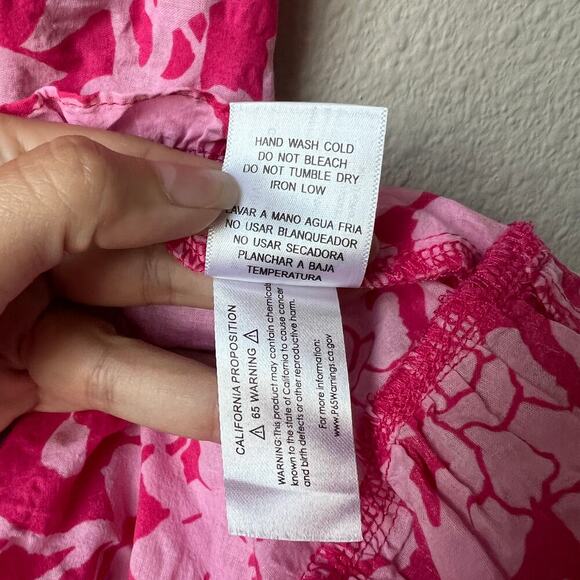 HAND WASH COLD
DO NOT BLEACH
DO NOT TUMBLE DRY
IRON LOW
LAVAR A MANO AGUA FRIA
NO USAR BLANQUEADOR
NO USAR SECADORA
PLANCHAR A BAJA
TEMPERATURA
CALIFORNIA PROPOSITION
⚠ 65 WARNING ⚠
WARNING: This product may contain chemicals
known to the state of California to cause cancer
and birth defects or other reproductive harm.
For more information:
www.P65Warnings.ca.gov